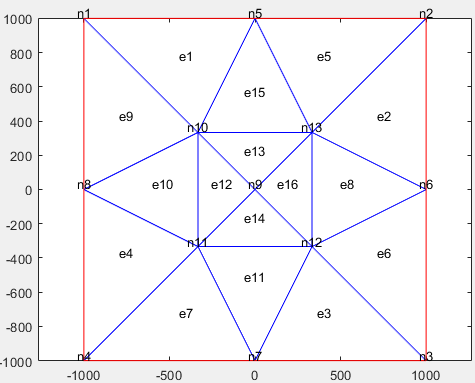 1000 n1 n5 n2
800 e1 e5
600 e15
400 e9 e2
n10 n13
200 e13
0 n8 e10 e12 n9 e16 e8 n6
-200 e14
n11 n12
-400 e4 e6
-600 e11
-800 e7 e3
-1000 n4 n7 n3
-1000 -500 0 500 1000